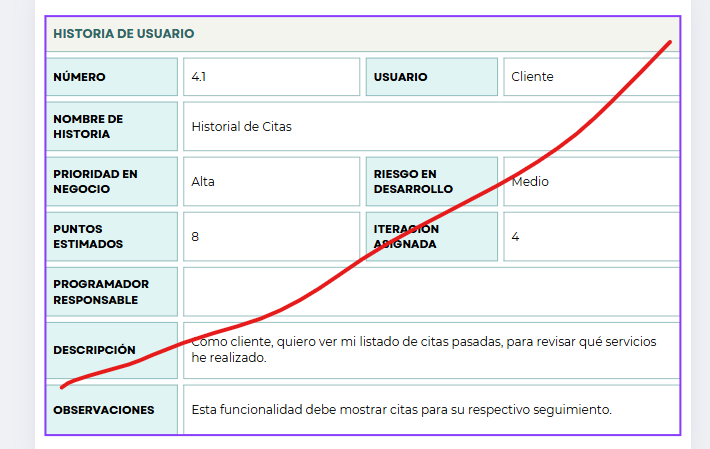 HISTORIA DE USUARIO
NÚMERO
4.1
USUARIO
Cliente
NOMBRE DE
HISTORIA
Historial de Citas
PRIORIDAD EN
NEGOCIO
Alta
RIESGO EN
DESARROLLO
Medio
PUNTOS
ESTIMADOS
8
ITERACIÓN
ASIGNADA
4
PROGRAMADOR
RESPONSABLE
DESCRIPCIÓN
Como cliente, quiero ver mi listado de citas pasadas, para revisar qué servicios
he realizado.
OBSERVACIONES
Esta funcionalidad debe mostrar citas para su respectivo seguimiento.